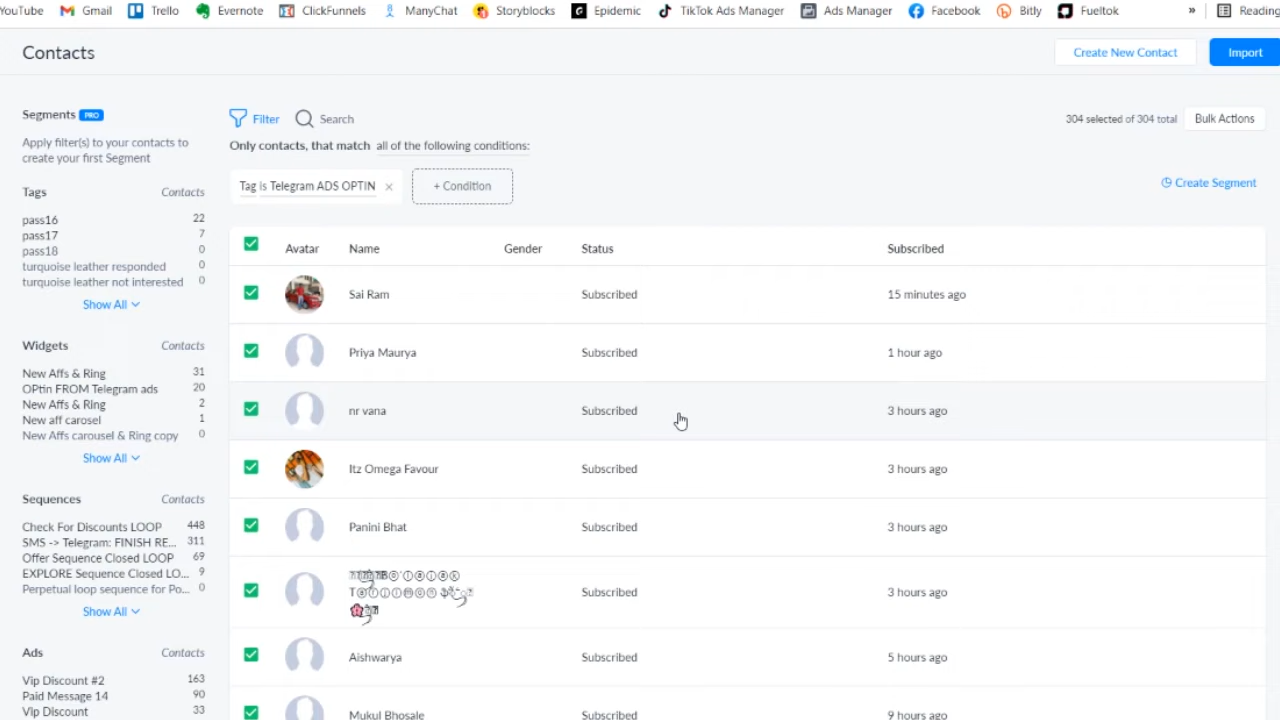 YouTube Gmail Trello Evernote ClickFunnels ManyChat Storyblocks Epidemic TikTok Ads Manager Ads Manager Facebook Bitly Fueltok » Reading
Contacts
Create New Contact
Import
Segments PRO
Apply filter(s) to your contacts to
create your first Segment
Tags Contacts
pass16 22
pass17 7
pass18 0
turquoise leather responded 0
turquoise leather not interested 0
Show All
Widgets Contacts
New Affs & Ring 31
OPtin FROM Telegram ads 20
New Affs & Ring 2
New aff carosel 1
New Affs carousel & Ring copy 0
Show All
Sequences Contacts
Check For Discounts LOOP 448
SMS -> Telegram: FINISH RE... 311
Offer Sequence Closed LOOP 69
EXPLORE Sequence Closed LO... 9
Perpetual loop sequence for Po... 0
Show All
Ads Contacts
Vip Discount #2 163
Paid Message 14 90
Vip Discount 33
Filter Search
304 selected of 304 total
Bulk Actions
Only contacts, that match all of the following conditions:
Tag is Telegram ADS OPTIN ×
+ Condition
Create Segment
Avatar Name Gender Status Subscribed
Sai Ram Subscribed 15 minutes ago
Priya Maurya Subscribed 1 hour ago
nr vana Subscribed 3 hours ago
Itz Omega Favour Subscribed 3 hours ago
Panini Bhat Subscribed 3 hours ago
Subscribed 3 hours ago
Aishwarya Subscribed 5 hours ago
Mukul Bhosale Subscribed 9 hours ago